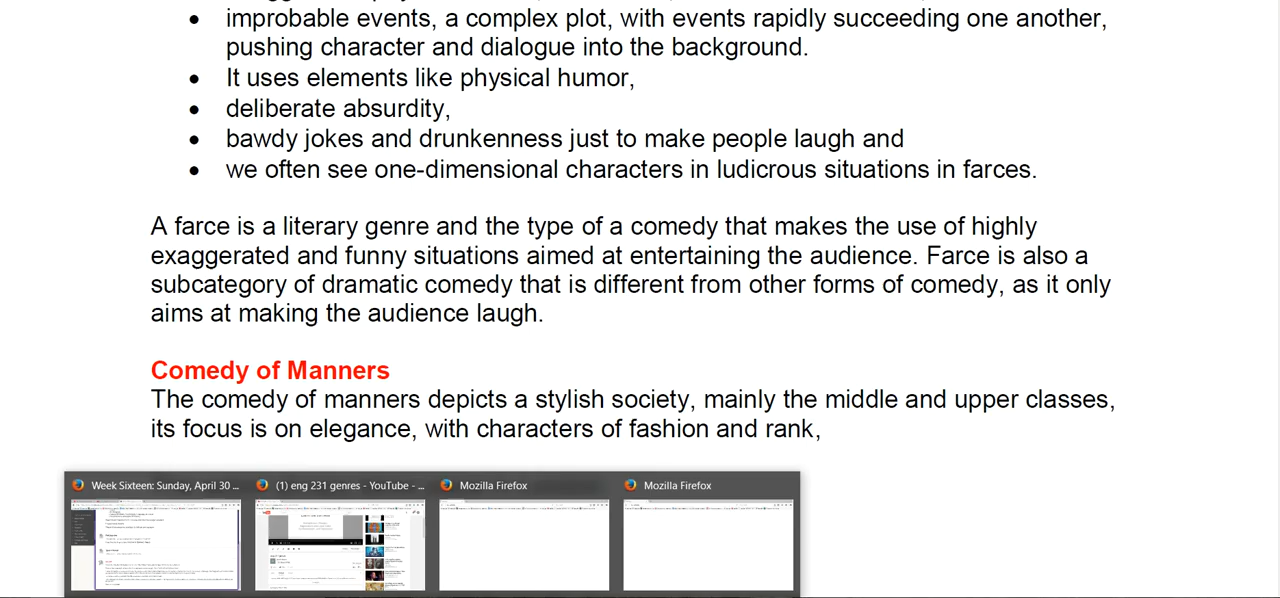 improbable events, a complex plot, with events rapidly succeeding one another,
pushing character and dialogue into the background.
It uses elements like physical humor,
deliberate absurdity,
bawdy jokes and drunkenness just to make people laugh and
we often see one-dimensional characters in ludicrous situations in farces.
A farce is a literary genre and the type of a comedy that makes the use of highly
exaggerated and funny situations aimed at entertaining the audience. Farce is also a
subcategory of dramatic comedy that is different from other forms of comedy, as it only
aims at making the audience laugh.
Comedy of Manners
The comedy of manners depicts a stylish society, mainly the middle and upper classes,
its focus is on elegance, with characters of fashion and rank,
Week Sixteen: Sunday, April 30 ...
(1) eng 231 genres - YouTube - ...
Mozilla Firefox
Mozilla Firefox